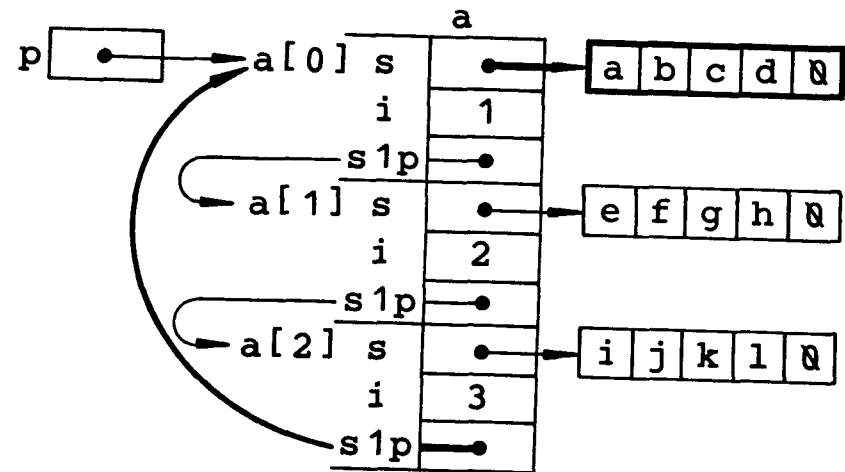 a
p a[0] s a b c d \0
i 1
s1p
a[1] s e f g h \0
i 2
s1p
a[2] s i j k l \0
i 3
s1p